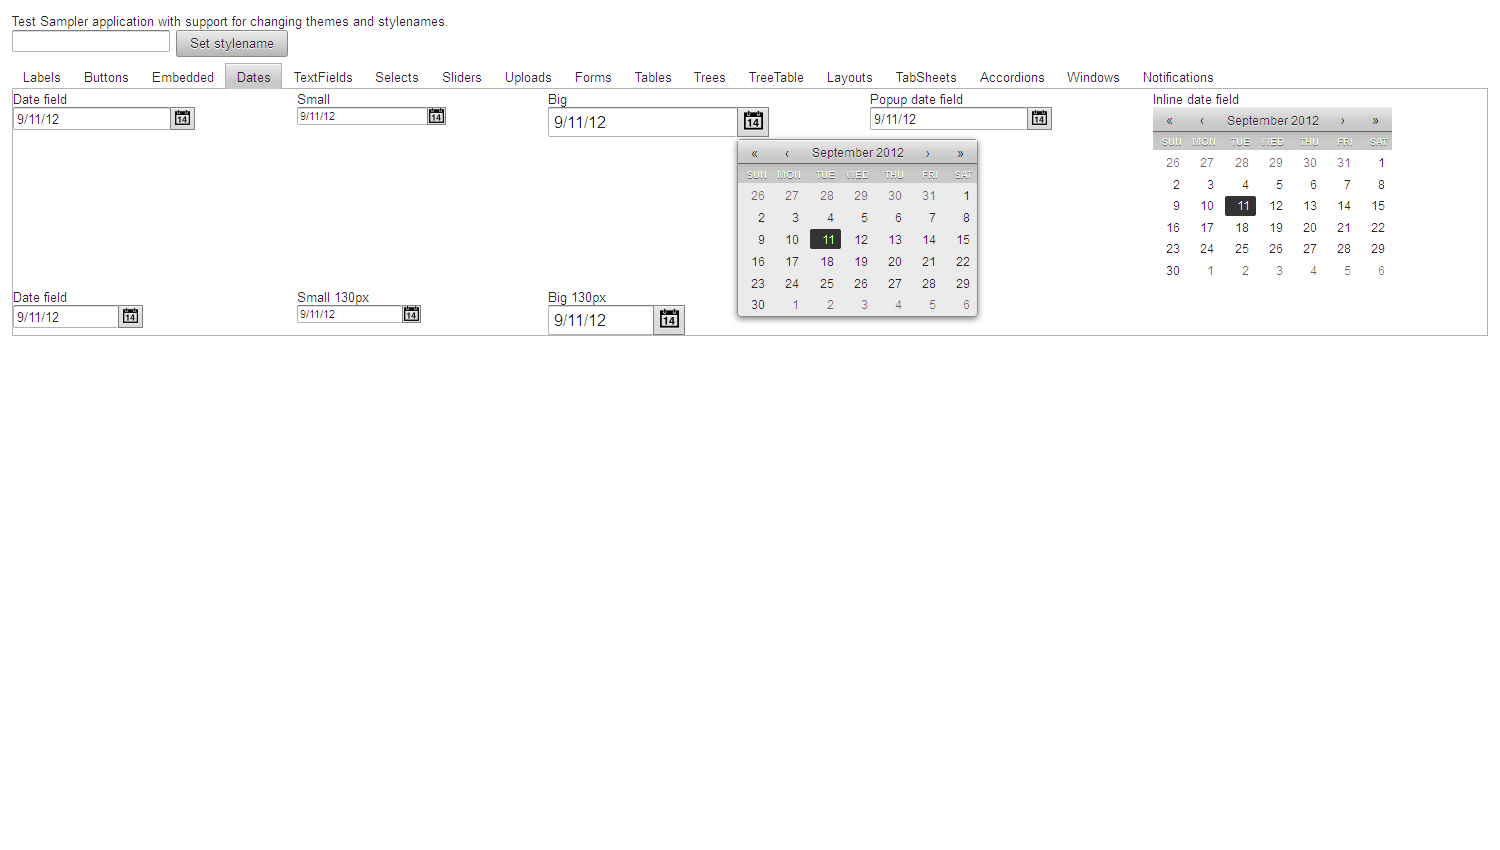 Test Sampler application with support for changing themes and stylenames.
Set stylename
Labels Buttons Embedded Dates TextFields Selects Sliders Uploads Forms Tables Trees TreeTable Layouts TabSheets Accordions Windows Notifications
Date field Small Big Popup date field Inline date field
9/11/12 14 9/11/12 14 9/11/12 14 9/11/12 14
« ‹ September 2012 › »
SUN MON TUE WED THU FRI SAT
26 27 28 29 30 31 1
2 3 4 5 6 7 8
9 10 11 12 13 14 15
16 17 18 19 20 21 22
23 24 25 26 27 28 29
30 1 2 3 4 5 6
« ‹ September 2012 › »
SUN MON TUE WED THU FRI SAT
26 27 28 29 30 31 1
2 3 4 5 6 7 8
9 10 11 12 13 14 15
16 17 18 19 20 21 22
23 24 25 26 27 28 29
30 1 2 3 4 5 6
Date field Small 130px Big 130px
9/11/12 14 9/11/12 14 9/11/12 14